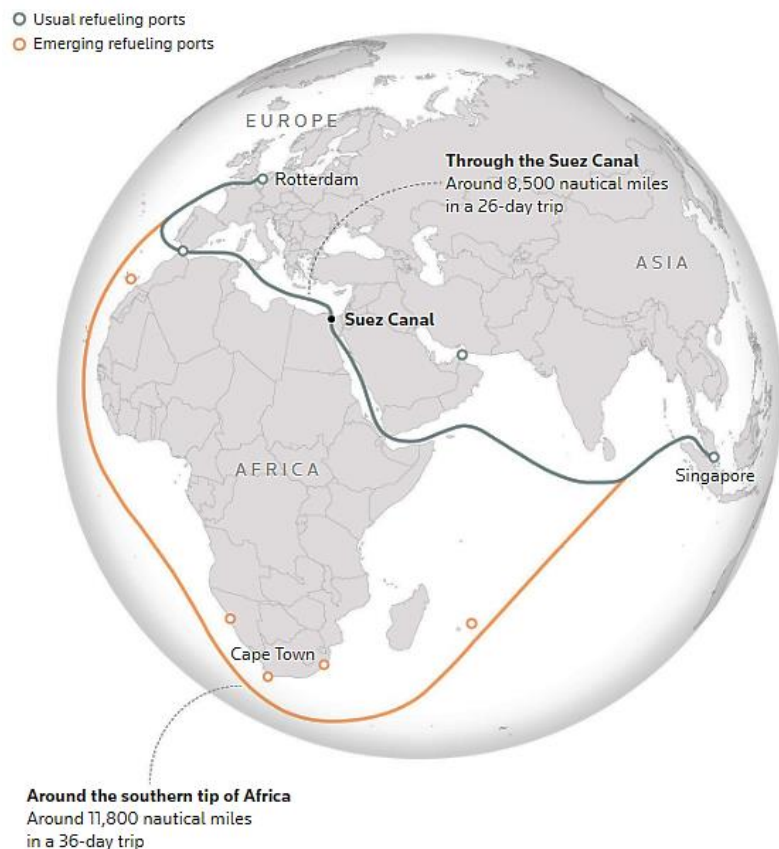 Usual refueling ports
Emerging refueling ports
EUROPE
Rotterdam
Through the Suez Canal
Around 8,500 nautical miles
in a 26-day trip
ASIA
Suez Canal
AFRICA
Singapore
Cape Town
Around the southern tip of Africa
Around 11,800 nautical miles
in a 36-day trip